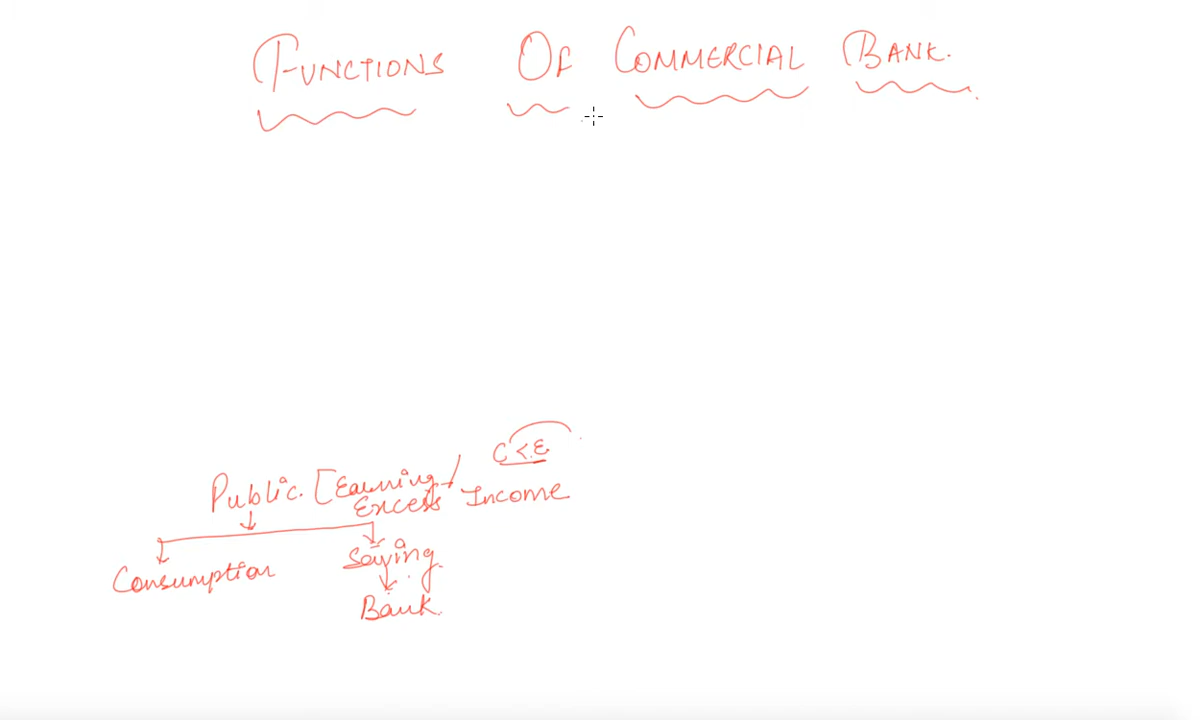 FUNCTIONS OF COMMERCIAL BANK.
C < E
Public. [Earning /
Excess Income
Consumption
Saving
Bank